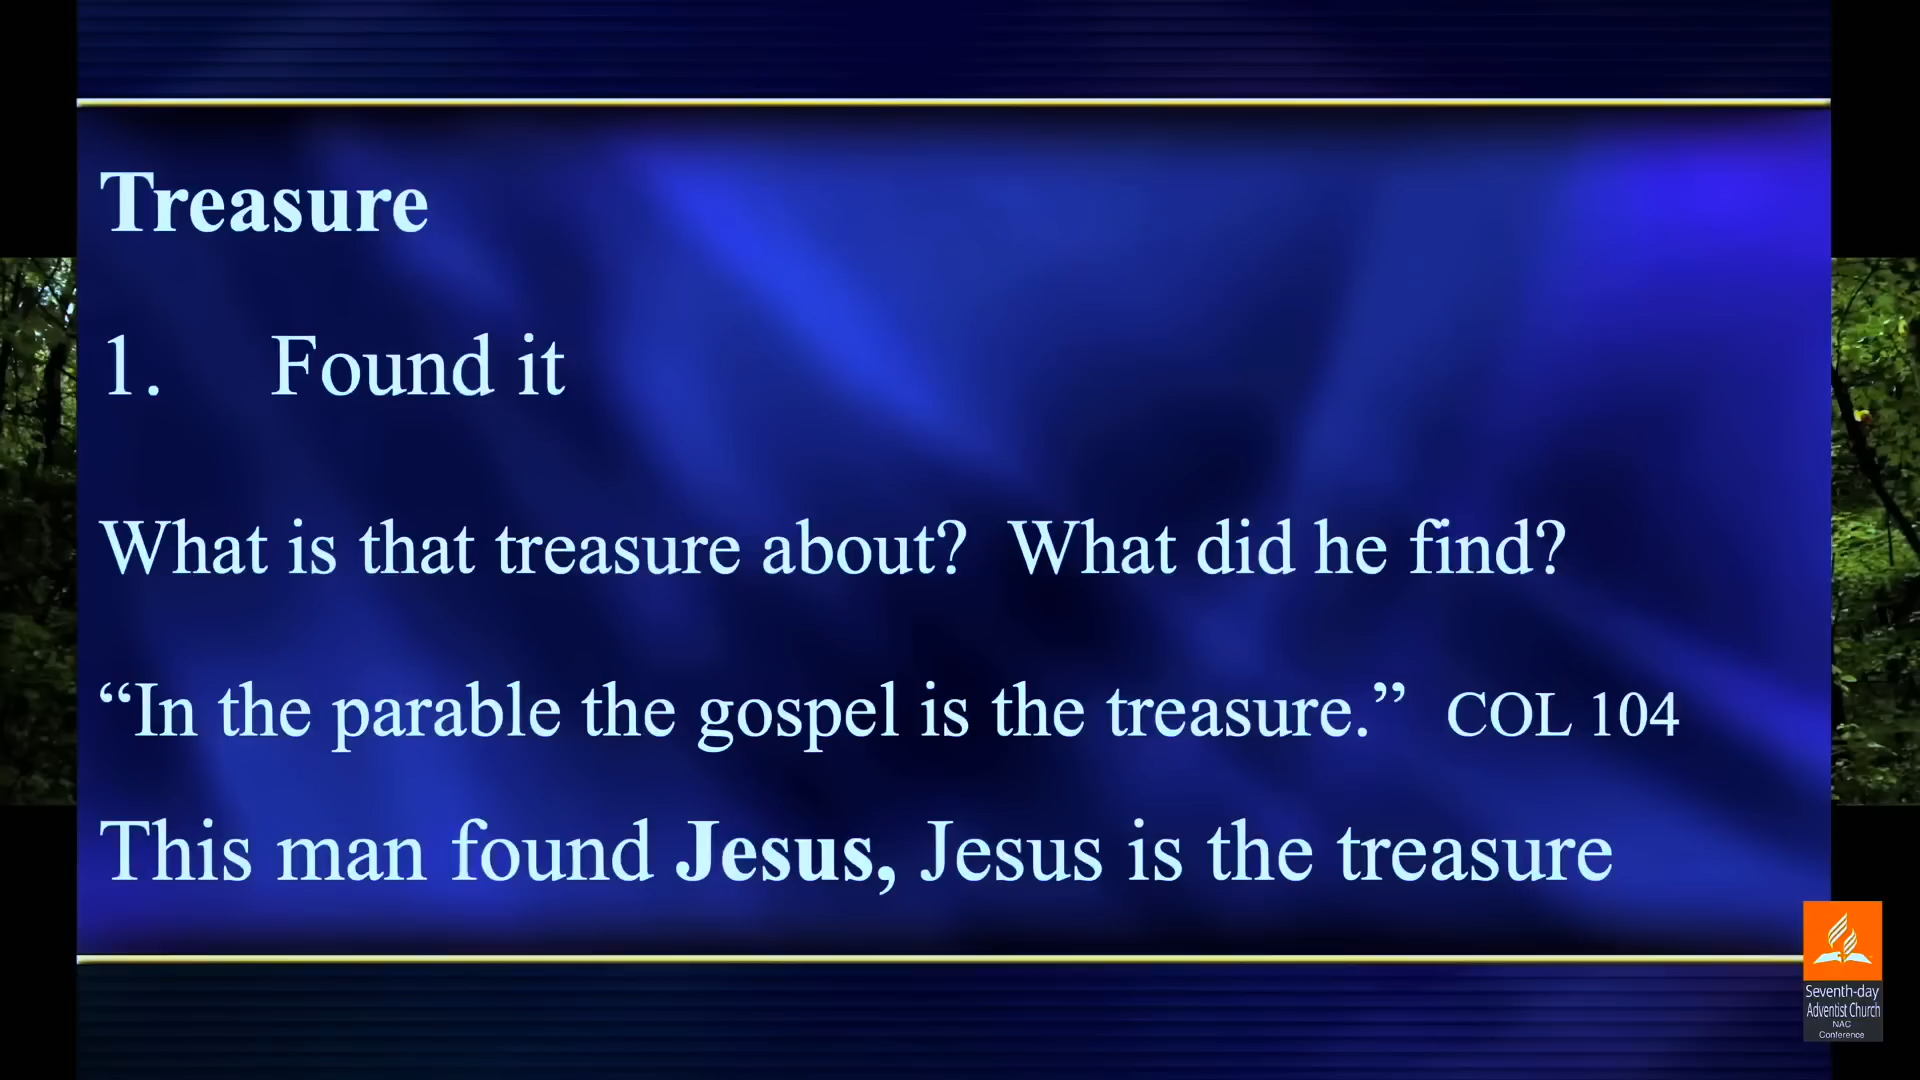 Treasure
1. Found it
What is that treasure about? What did he find?
“In the parable the gospel is the treasure.” COL 104
This man found Jesus, Jesus is the treasure
Seventh-day
Adventist Church
NAC
Conference